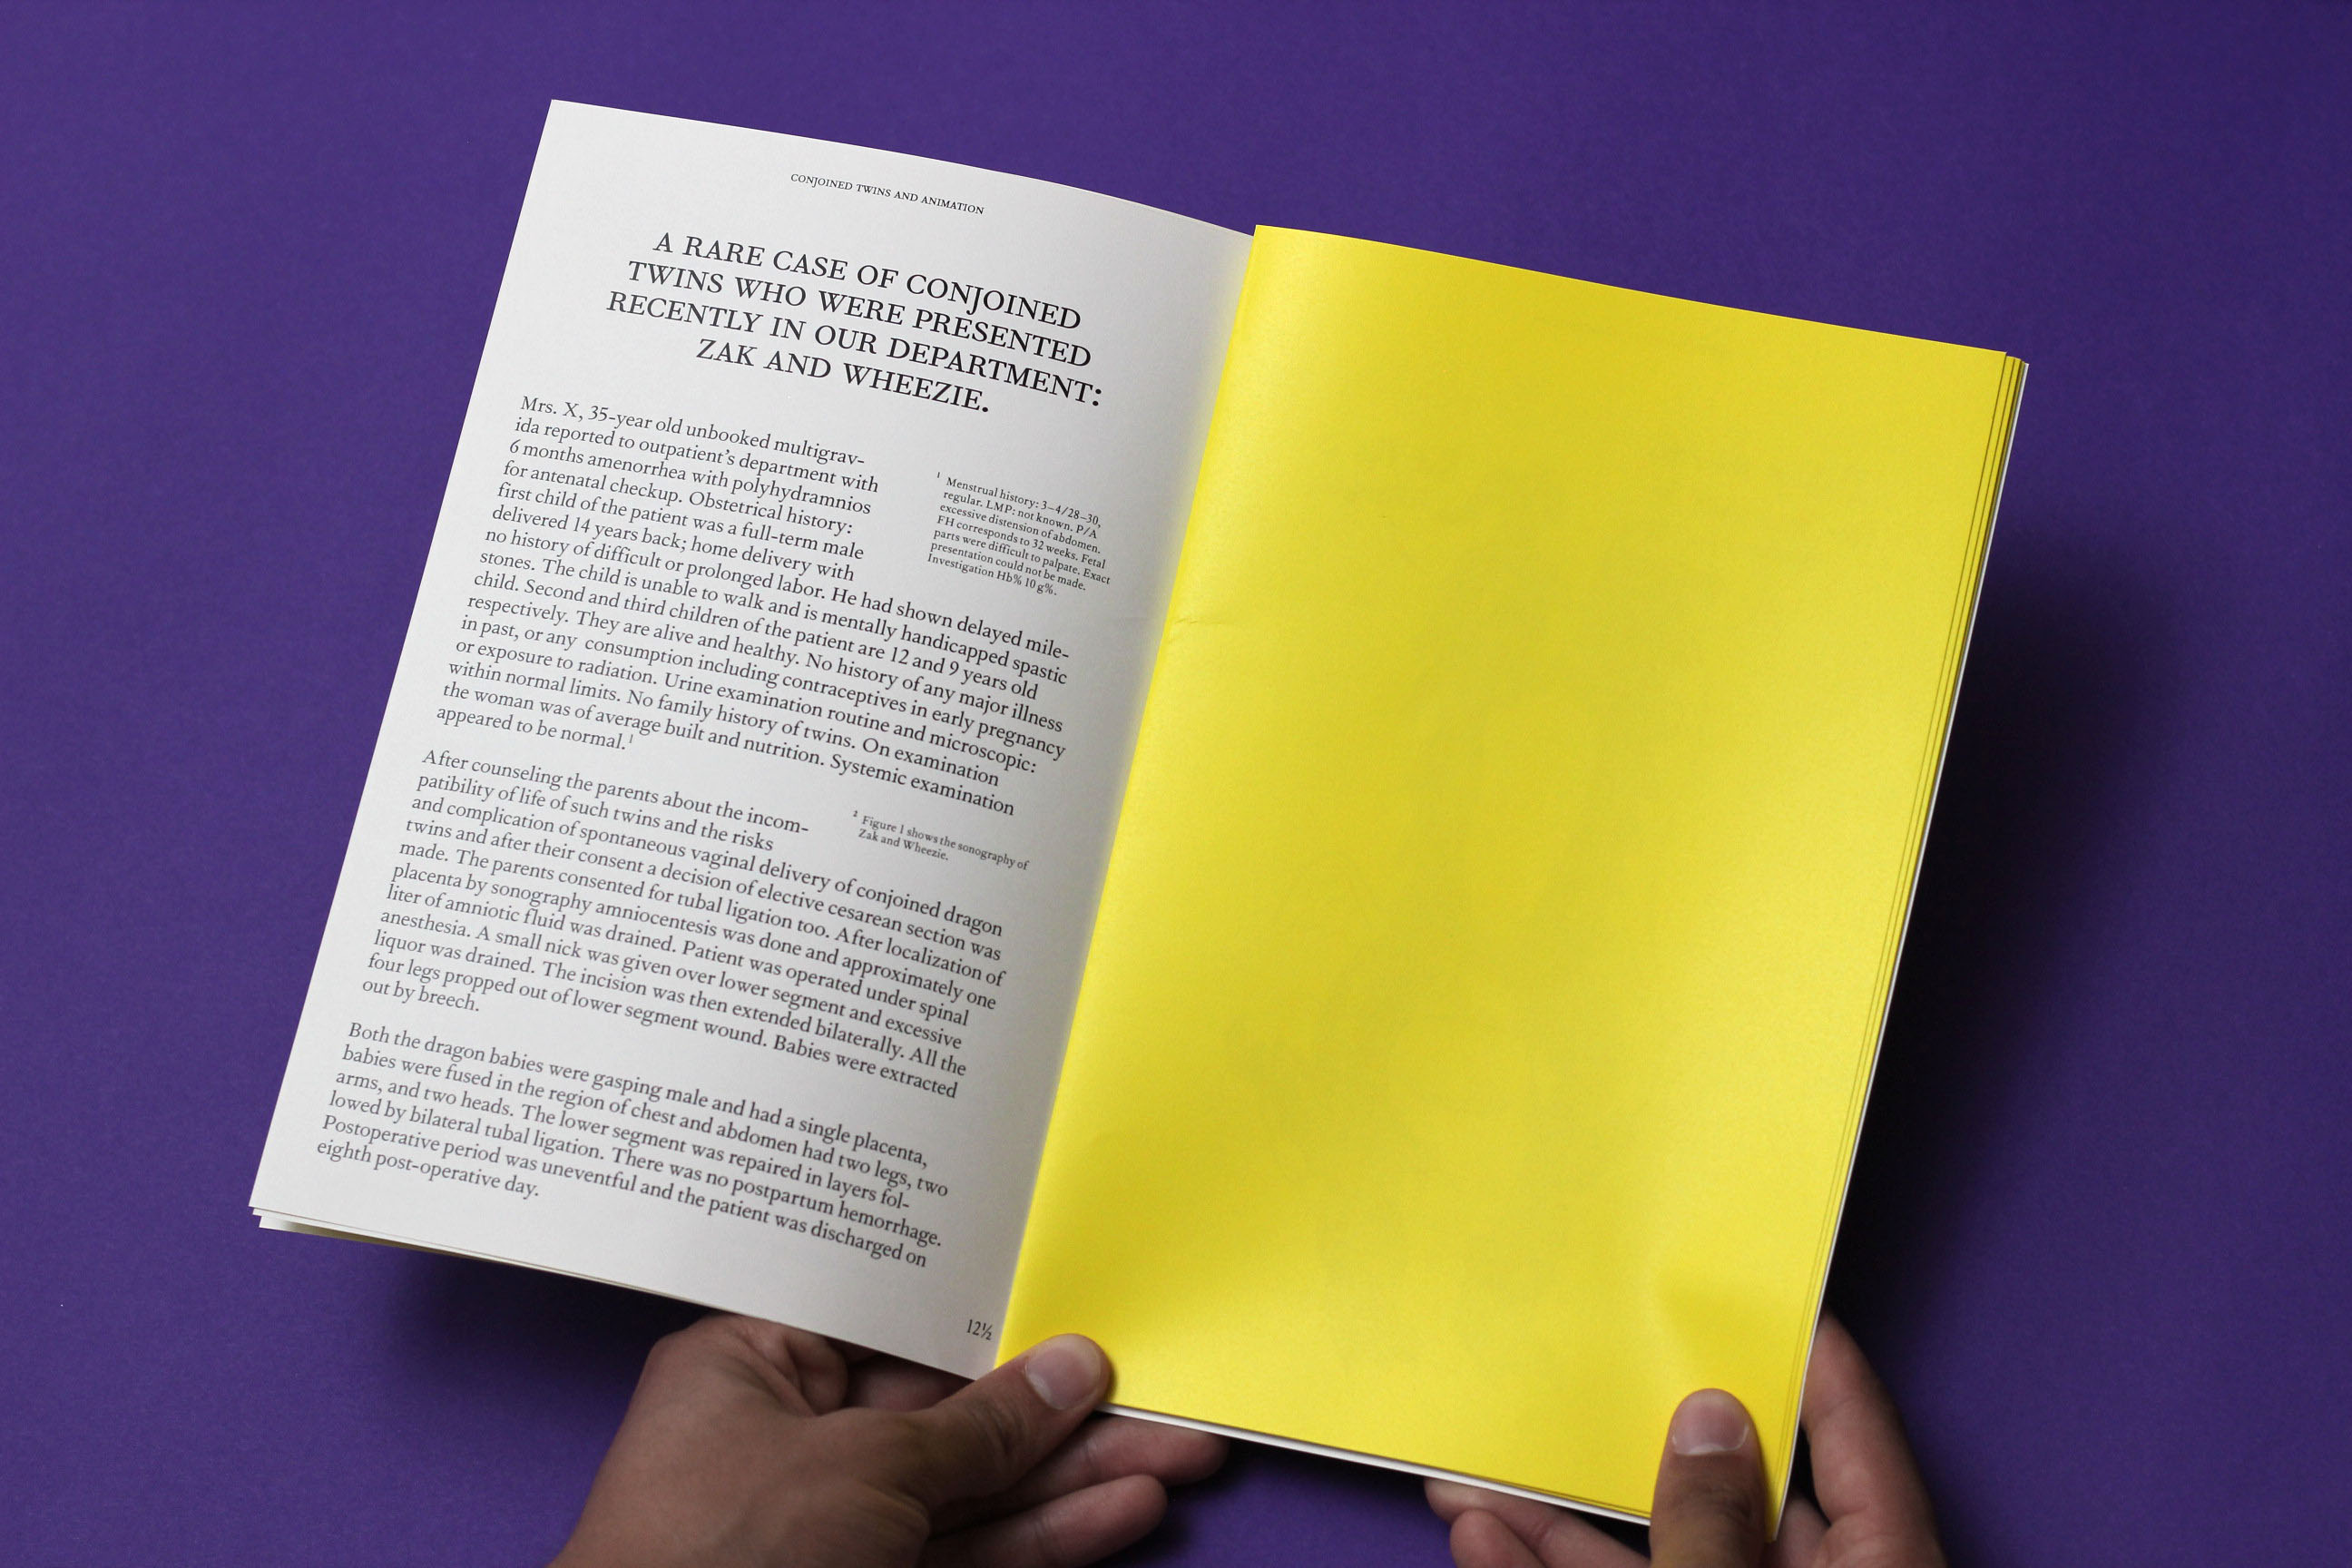 CONJOINED TWINS AND ANIMATION
A RARE CASE OF CONJOINED
TWINS WHO WERE PRESENTED
RECENTLY IN OUR DEPARTMENT:
ZAK AND WHEEZIE.
Mrs. X, 35-year old unbooked multigrav-
ida reported to outpatient's department with
6 months amenorrhea with polyhydramnios
for antenatal checkup. Obstetrical history:
first child of the patient was a full-term male
delivered 14 years back; home delivery with
no history of difficult or prolonged labor. He had shown delayed mile-
stones. The child is unable to walk and is mentally handicapped spastic
child. Second and third children of the patient are 12 and 9 years old
respectively. They are alive and healthy. No history of any major illness
in past, or any consumption including contraceptives in early pregnancy
or exposure to radiation. Urine examination routine and microscopic:
within normal limits. No family history of twins. On examination
the woman was of average built and nutrition. Systemic examination
appeared to be normal.¹
¹ Menstrual history: 3–4/28–30,
regular. LMP: not known. P/A
excessive distension of abdomen.
FH corresponds to 32 weeks. Fetal
parts were difficult to palpate. Exact
presentation could not be made.
Investigation Hb% 10 g%.
After counseling the parents about the incom-
patibility of life of such twins and the risks
and complication of spontaneous vaginal delivery of conjoined dragon
twins and after their consent a decision of elective cesarean section was
made. The parents consented for tubal ligation too. After localization of
placenta by sonography amniocentesis was done and approximately one
liter of amniotic fluid was drained. Patient was operated under spinal
anesthesia. A small nick was given over lower segment and excessive
liquor was drained. The incision was then extended bilaterally. All the
four legs propped out of lower segment wound. Babies were extracted
out by breech.
² Figure 1 shows the sonography of
Zak and Wheezie.
Both the dragon babies were gasping male and had a single placenta,
babies were fused in the region of chest and abdomen had two legs, two
arms, and two heads. The lower segment was repaired in layers fol-
lowed by bilateral tubal ligation. There was no postpartum hemorrhage.
Postoperative period was uneventful and the patient was discharged on
eighth post-operative day.
12½